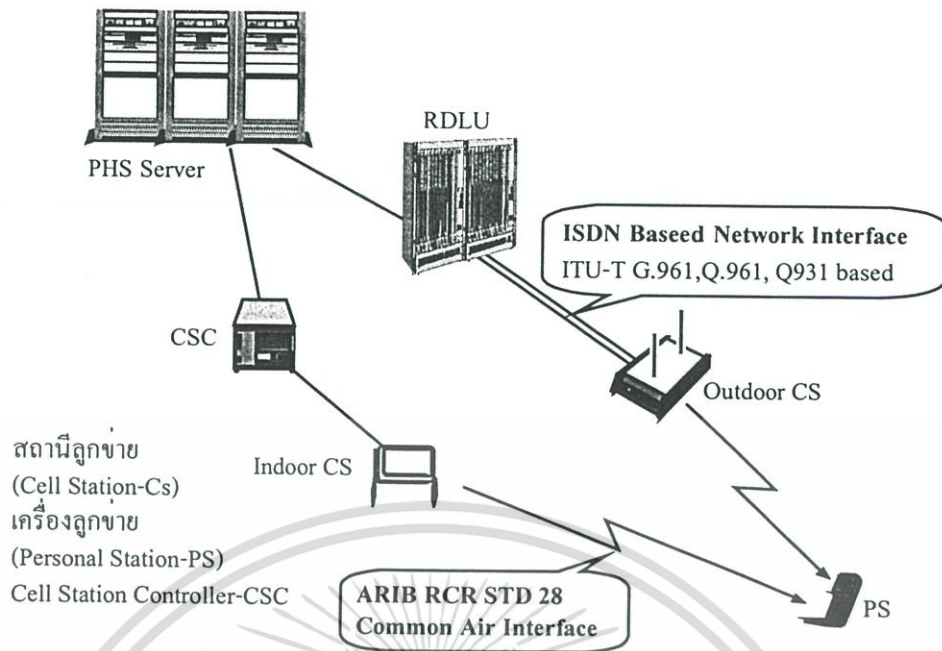 PHS Server
RDLU
ISDN Baseed Network Interface
ITU-T G.961,Q.961, Q931 based
CSC
Outdoor CS
Indoor CS
สถานีลูกข่าย
(Cell Station-Cs)
เครื่องลูกข่าย
(Personal Station-PS)
Cell Station Controller-CSC
ARIB RCR STD 28
Common Air Interface
PS